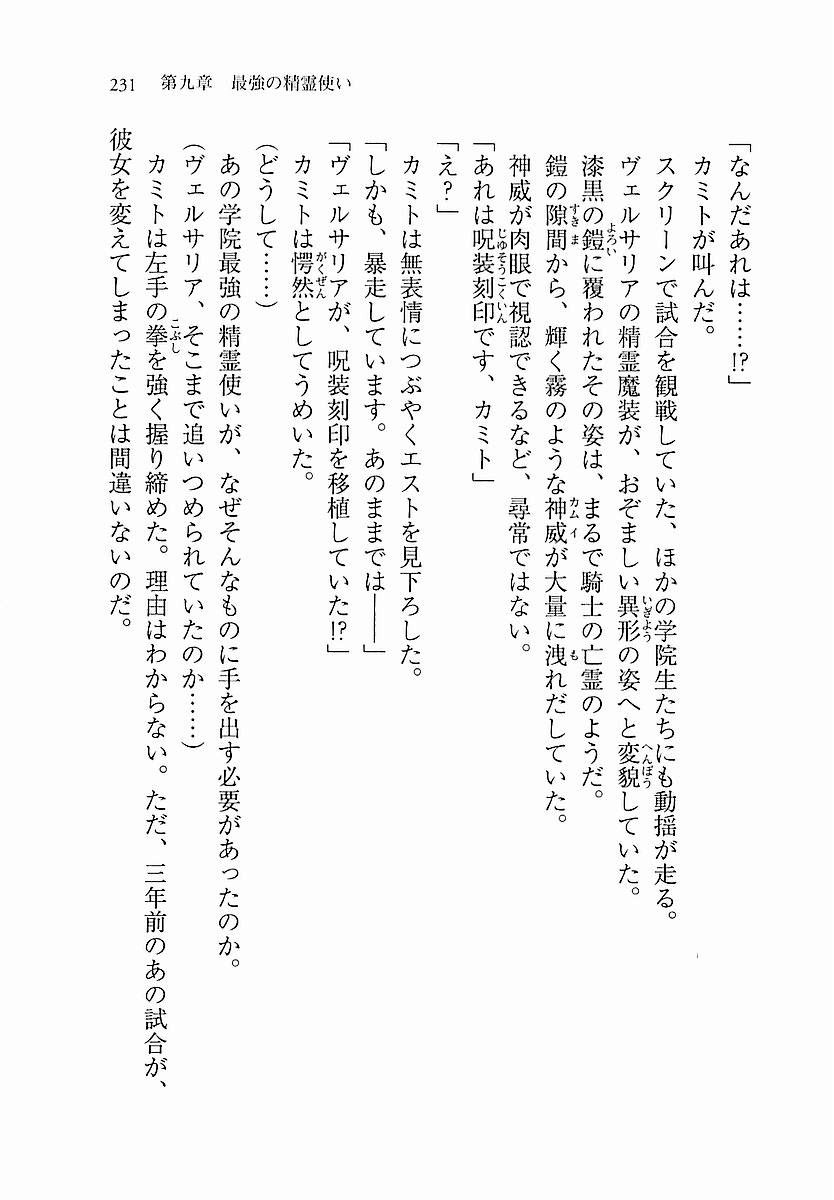 231　第九章　最強の精霊使い
「なんだあれは……!?」
カミトが叫んだ。
スクリーンで試合を観戦していた、ほかの学院生たちにも動揺が走る。
ヴェルサリアの精霊魔装が、おぞましい異形の姿へと変貌していた。
漆黒の鎧に覆われたその姿は、まるで騎士の亡霊のようだ。
鎧の隙間から、輝く霧のような神威が大量に洩れだしていた。
神威が肉眼で視認できるなど、尋常ではない。
「あれは呪装刻印です、カミト」
「え?」
カミトは無表情につぶやくエストを見下ろした。
「しかも、暴走しています。あのままでは――」
「ヴェルサリアが、呪装刻印を移植していた!?」
カミトは愕然としてうめいた。
(どうして……)
あの学院最強の精霊使いが、なぜそんなものに手を出す必要があったのか。
(ヴェルサリア、そこまで追いつめられていたのか……)
カミトは左手の拳を強く握り締めた。理由はわからない。ただ、三年前のあの試合が、
彼女を変えてしまったことは間違いないのだ。